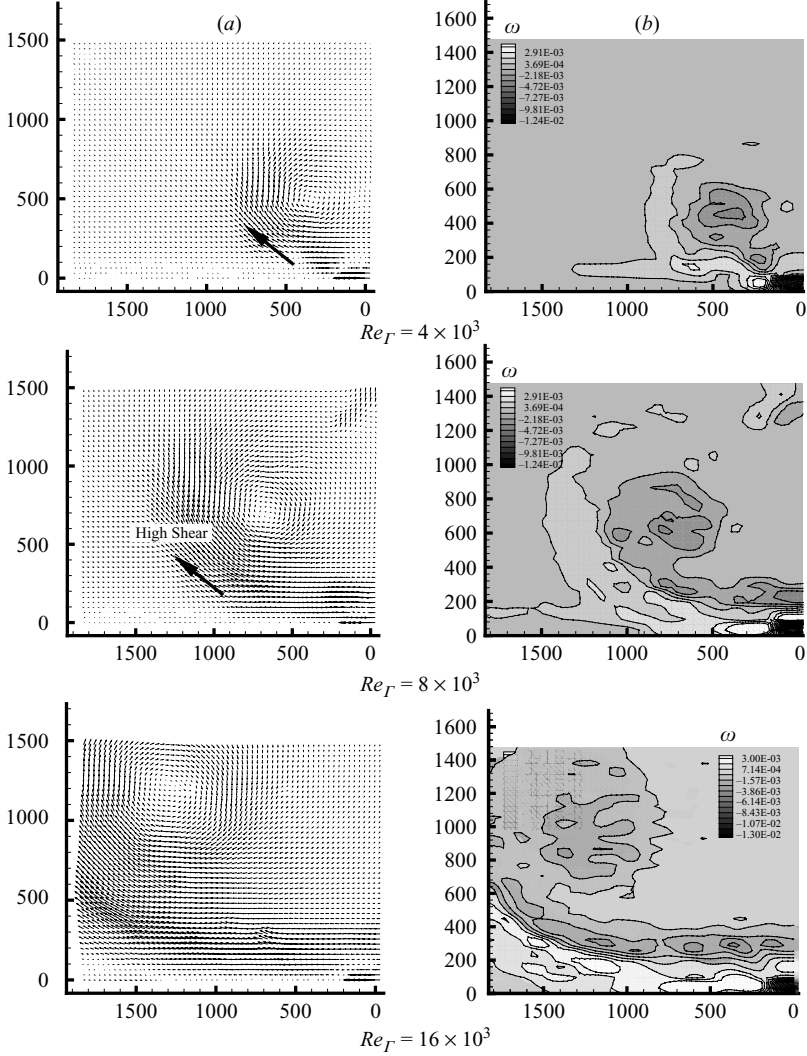 (a)
(b)
1500
1000
500
0
1500
1000
500
0
ω
2.91E-03
3.69E-04
−2.18E-03
−4.72E-03
−7.27E-03
−9.81E-03
−1.24E-02
1600
1400
1200
1000
800
600
400
200
0
1500
1000
500
0
Re_Γ = 4 × 10³
1500
1000
500
0
High Shear
1500
1000
500
0
ω
2.91E-03
3.69E-04
−2.18E-03
−4.72E-03
−7.27E-03
−9.81E-03
−1.24E-02
1600
1400
1200
1000
800
600
400
200
0
1500
1000
500
0
Re_Γ = 8 × 10³
1500
1000
500
0
1500
1000
500
0
ω
3.00E-03
7.14E-04
−1.57E-03
−3.86E-03
−6.14E-03
−8.43E-03
−1.07E-02
−1.30E-02
1600
1400
1200
1000
800
600
400
200
0
1500
1000
500
0
Re_Γ = 16 × 10³